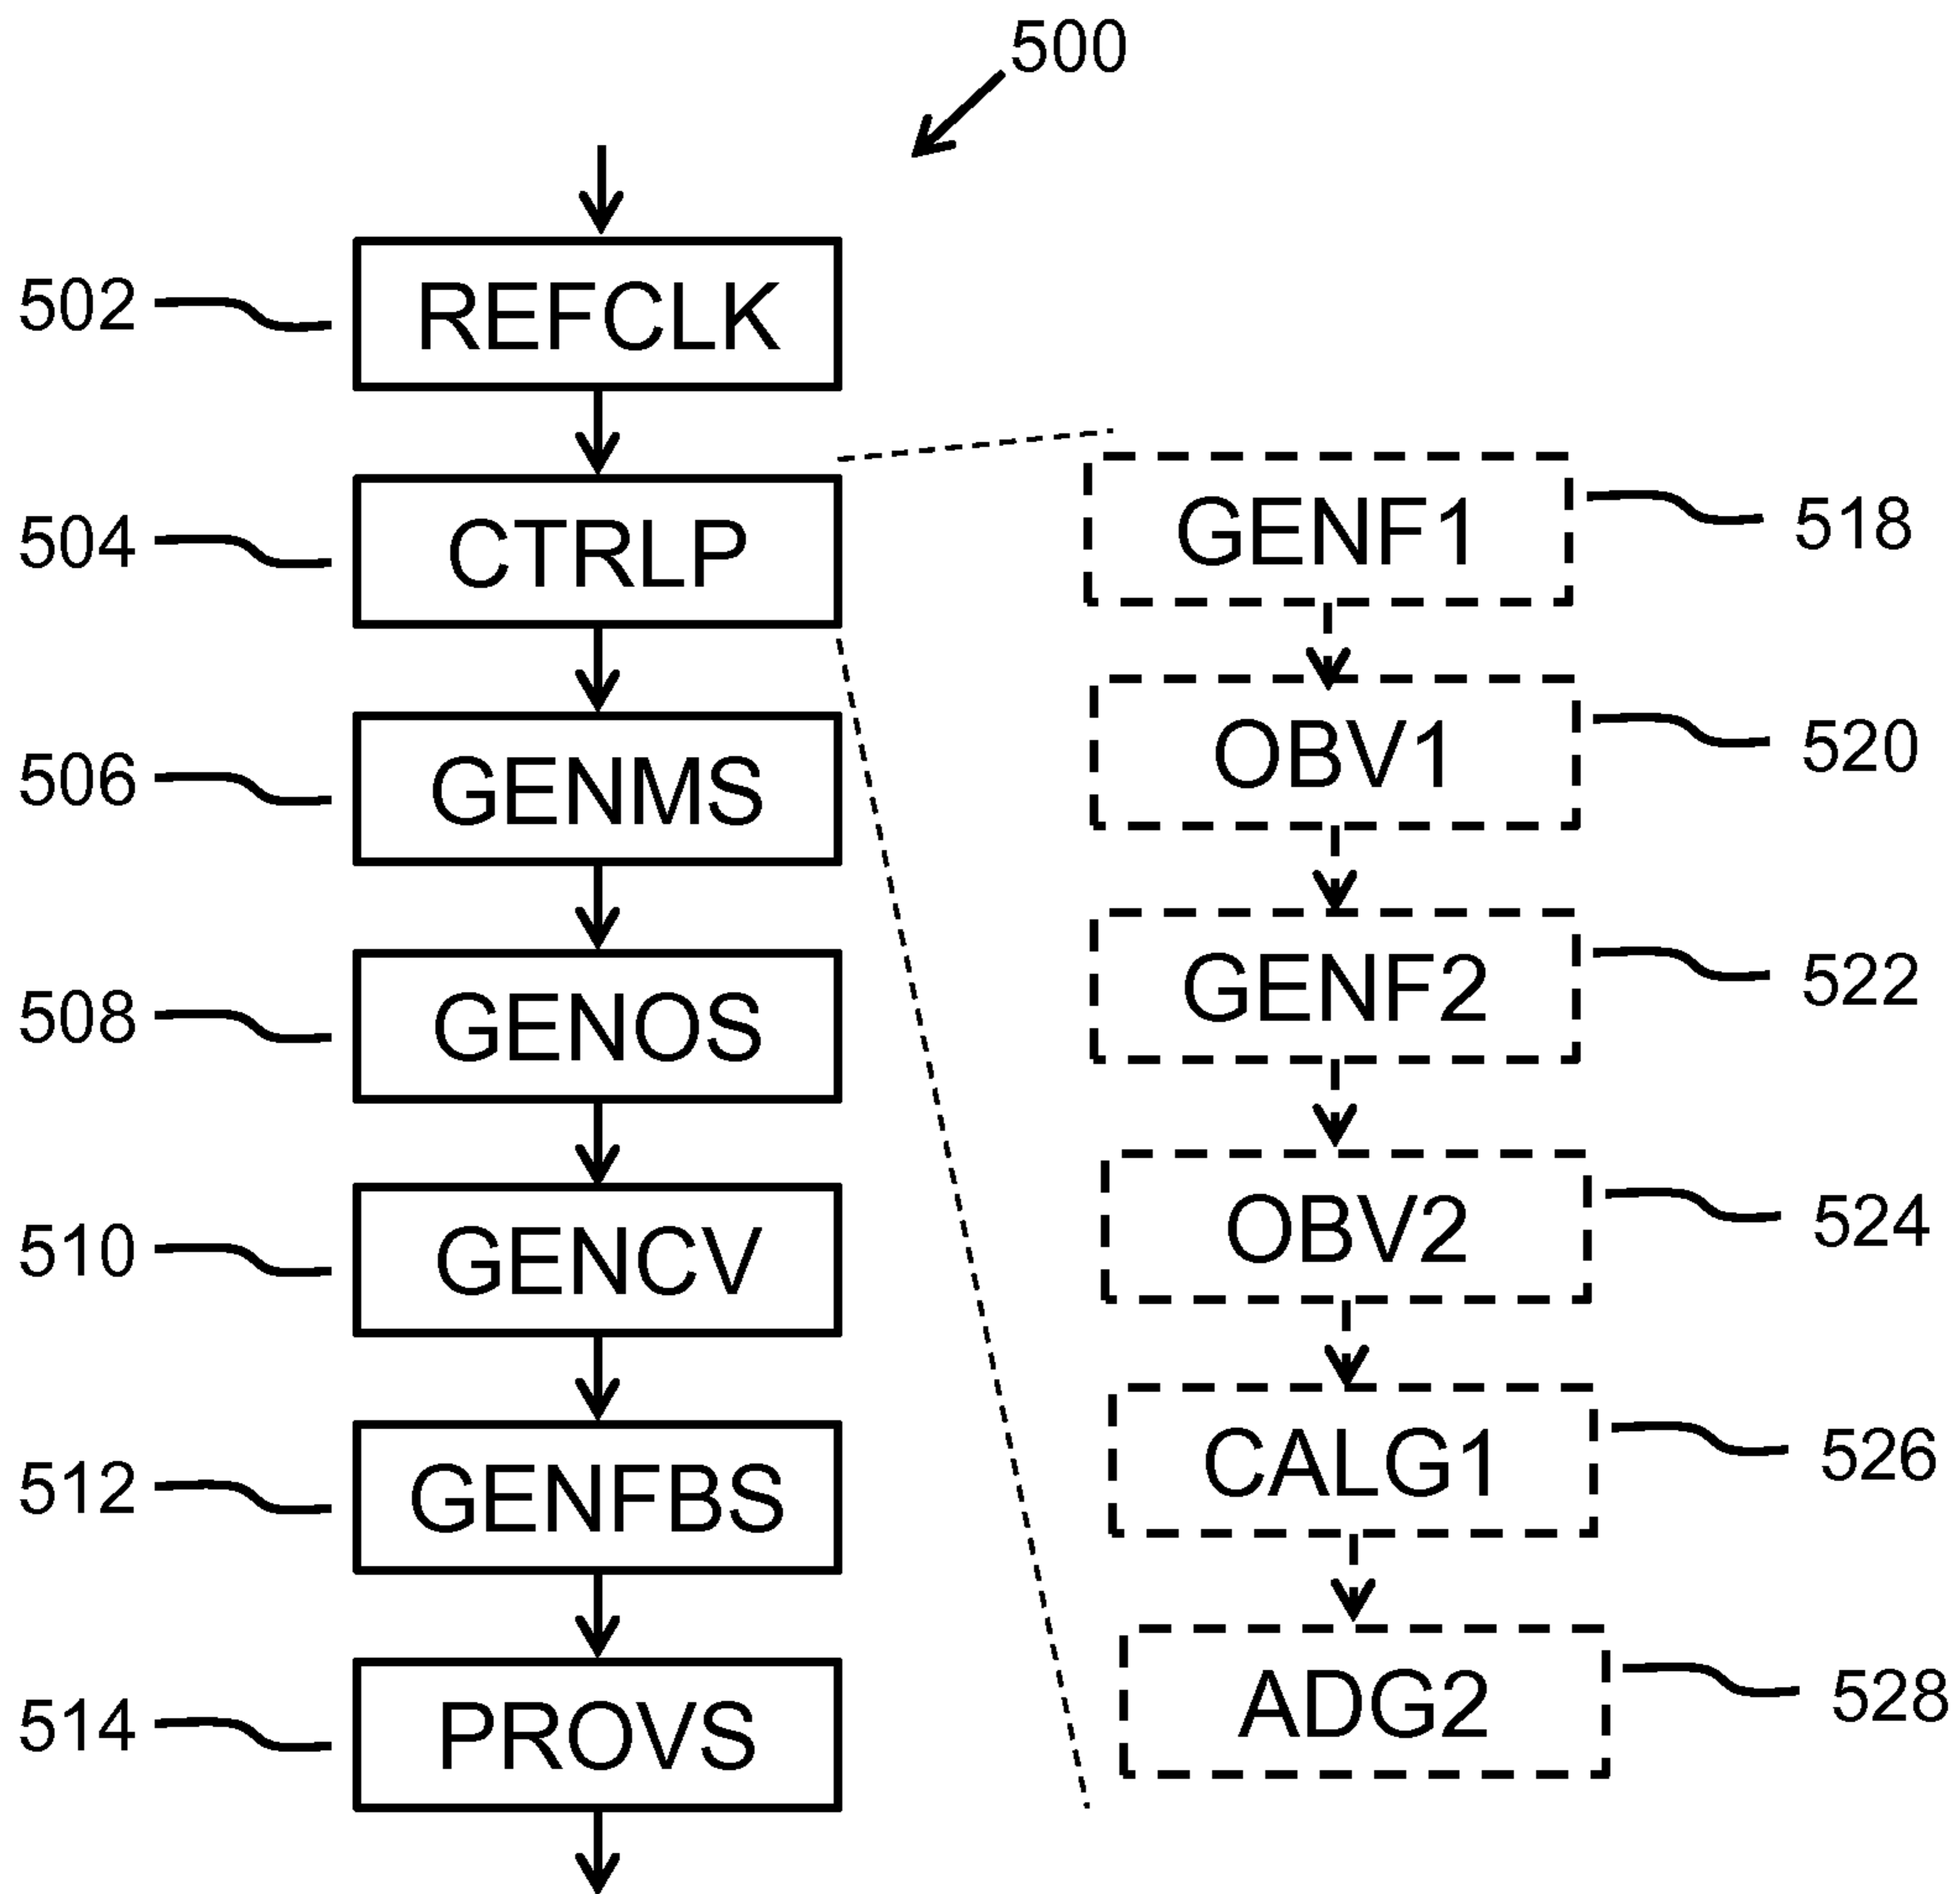 500
502
REFCLK
504
CTRLP
506
GENMS
508
GENOS
510
GENCV
512
GENFBS
514
PROVS
GENF1
518
OBV1
520
GENF2
522
OBV2
524
CALG1
526
ADG2
528